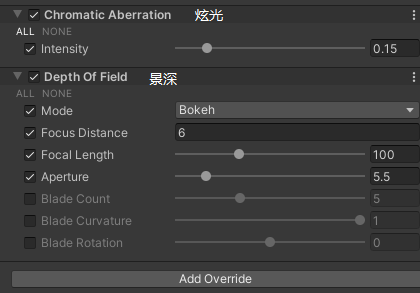 Chromatic Aberration 炫光
ALL NONE
Intensity 0.15
Depth Of Field 景深
ALL NONE
Mode Bokeh
Focus Distance 6
Focal Length 100
Aperture 5.5
Blade Count 5
Blade Curvature 1
Blade Rotation 0
Add Override